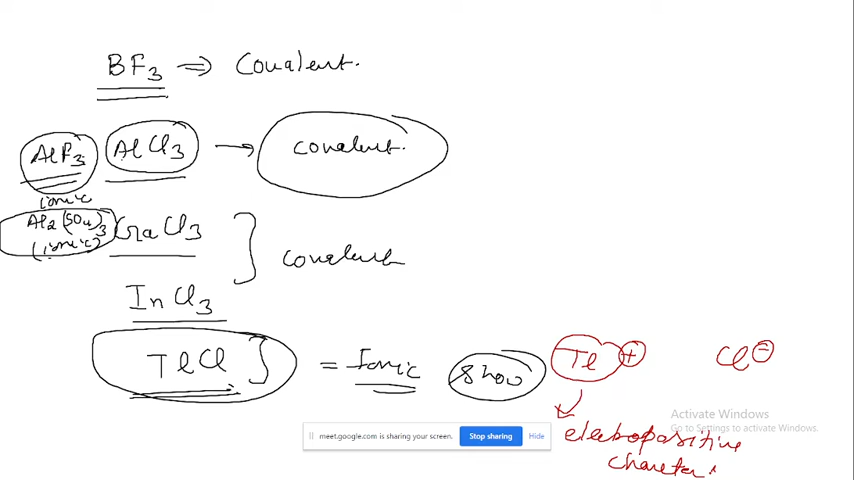 BF3 ⇒ Covalent.
AlF3 AlCl3 → covalent.
ionic
Al2(SO4)3
(ionic)
GaCl3
covalent
InCl3
TlCl = Ionic Show Tl + Cl −
electropositive
character
Activate Windows
Go to Settings to activate Windows.
meet.google.com is sharing your screen. Stop sharing Hide